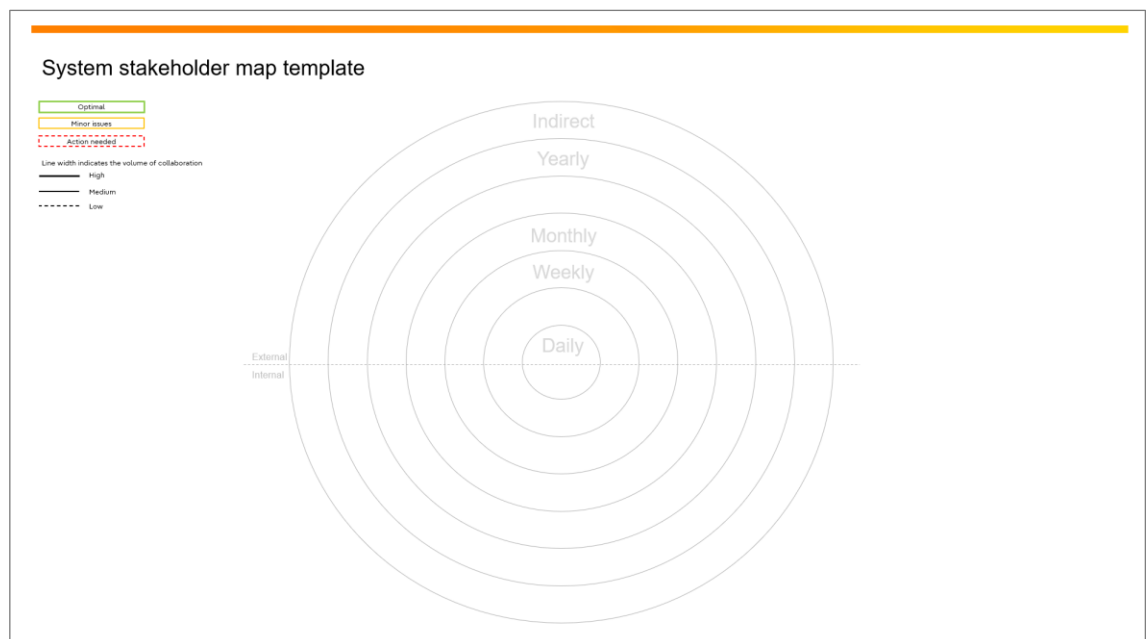 System stakeholder map template
Optimal
Minor issues
Action needed
Line width indicates the volume of collaboration
High
Medium
Low
Indirect
Yearly
Monthly
Weekly
Daily
External
Internal